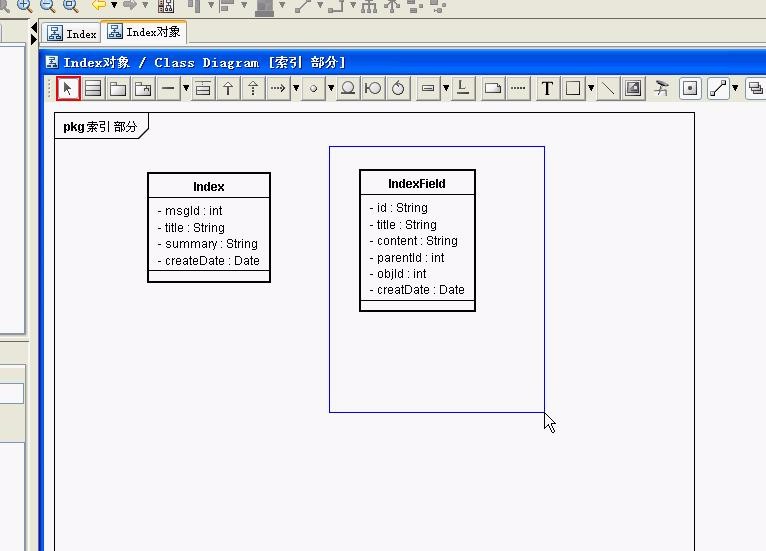 Index
Index对象
Index对象 / Class Diagram [索引 部分]
T
pkg 索引 部分
Index
- msgId : int
- title : String
- summary : String
- createDate : Date
IndexField
- id : String
- title : String
- content : String
- parentId : int
- objId : int
- creatDate : Date